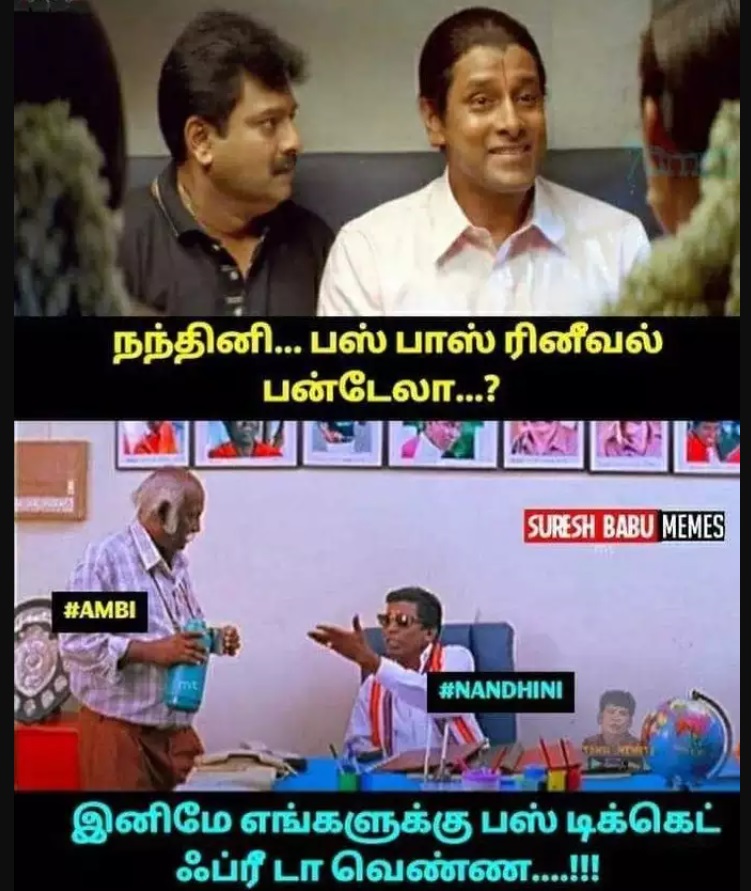 நந்தினி... பஸ் பாஸ் ரினீவல்
பன்டேலா...?
SURESH BABU MEMES
#AMBI
#NANDHINI
இனிமே எங்களுக்கு பஸ் டிக்கெட்
ஃப்ரீ டா வெண்ண....!!!